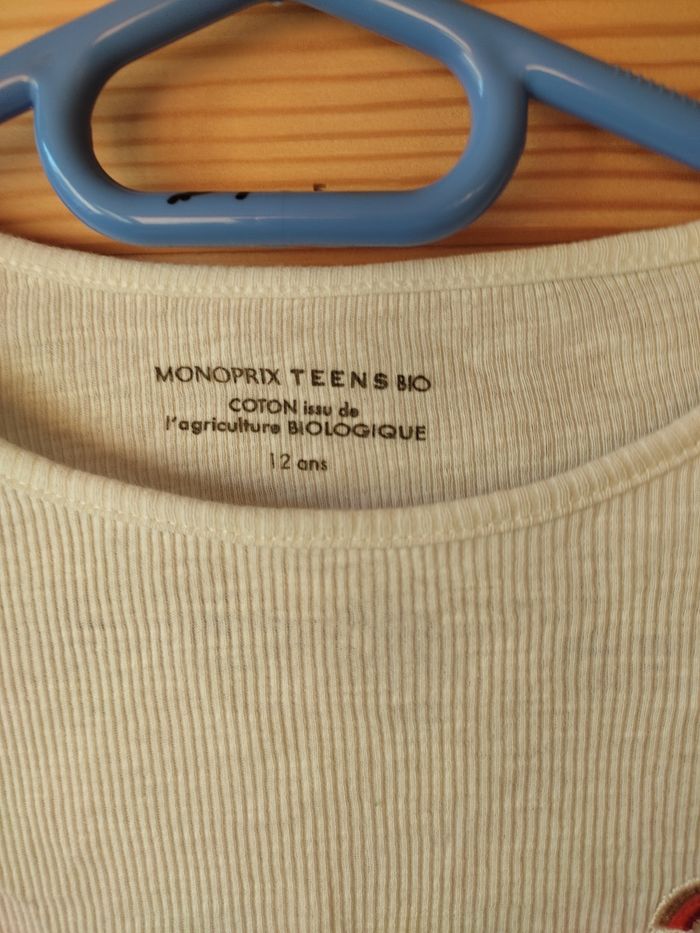 MONOPRIX TEENS BIO
COTON issu de
l'agriculture BIOLOGIQUE
12 ans